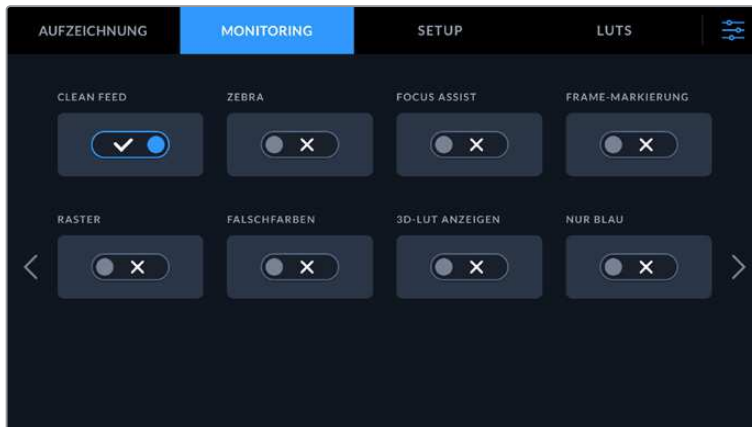 AUFZEICHNUNG MONITORING SETUP LUTS
CLEAN FEED ZEBRA FOCUS ASSIST FRAME-MARKIERUNG
RASTER FALSCHFARBEN 3D-LUT ANZEIGEN NUR BLAU